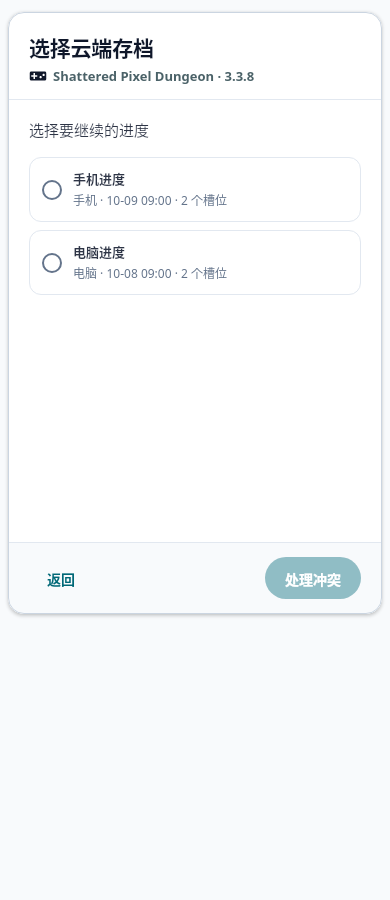 选择云端存档
Shattered Pixel Dungeon · 3.3.8
选择要继续的进度
手机进度
手机 · 10-09 09:00 · 2 个槽位
电脑进度
电脑 · 10-08 09:00 · 2 个槽位
返回
处理冲突